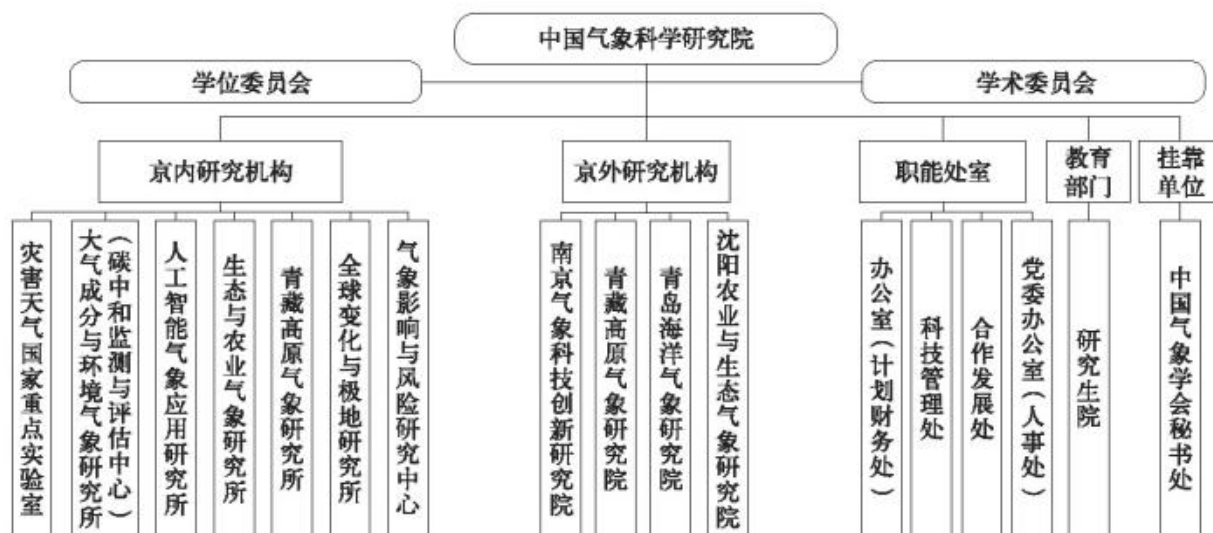 中国气象科学研究院
学位委员会
学术委员会
京内研究机构
京外研究机构
职能处室
教育
部门
挂靠
单位
灾害天气国家重点实验室
大气成分与环境气象研究所
（碳中和监测与评估中心）
人工智能气象应用研究所
生态与农业气象研究所
青藏高原气象研究所
全球变化与极地研究所
气象影响与风险研究中心
南京气象科技创新研究院
青藏高原气象研究院
青岛海洋气象研究院
沈阳农业与生态气象研究院
办公室（计划财务处）
科技管理处
合作发展处
党委办公室（人事处）
研究生院
中国气象学会秘书处